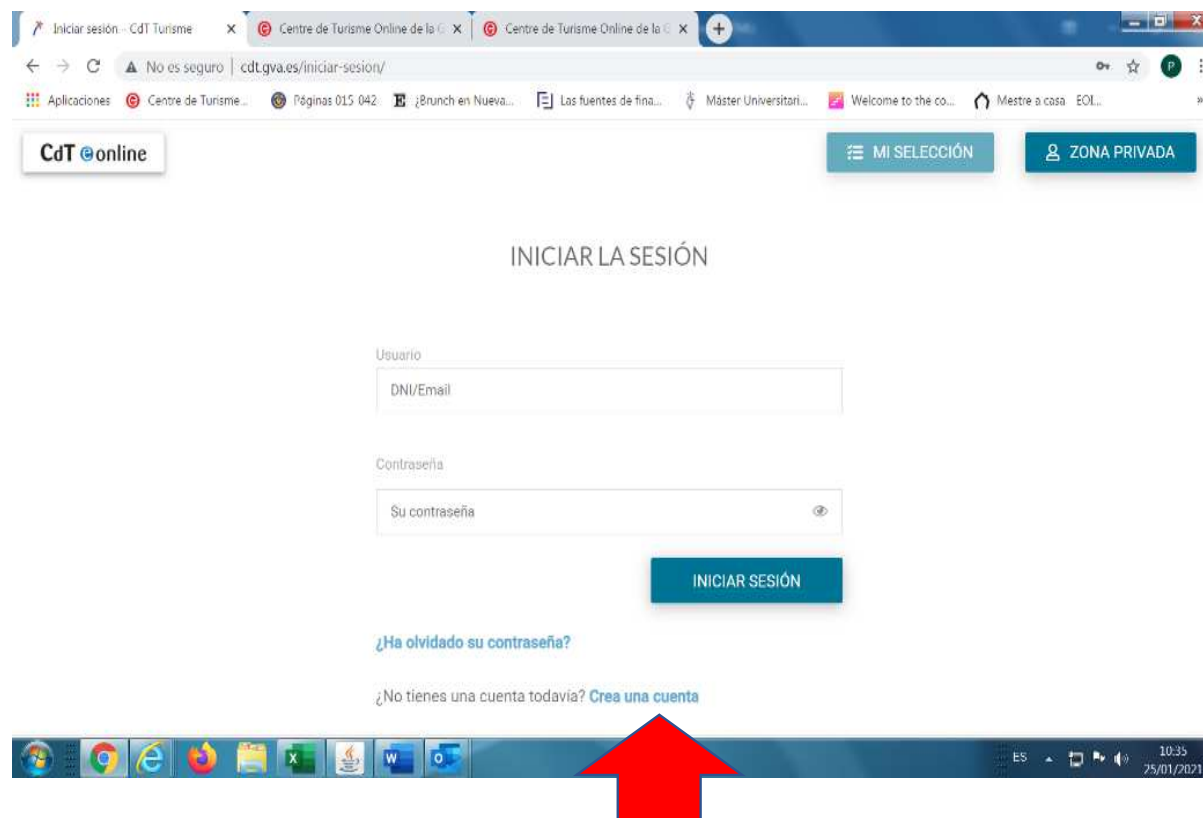 Iniciar sesión - CdT Turisme
Centre de Turisme Online de la G
Centre de Turisme Online de la G
No es seguro | cdt.gva.es/iniciar-sesion/
P
Aplicaciones
Centre de Turisme...
Páginas 015 042
¿Brunch en Nueva...
Las fuentes de fina...
Máster Universitari...
Welcome to the co...
Mestre a casa EOI...
CdT e online
MI SELECCIÓN
ZONA PRIVADA
INICIAR LA SESIÓN
Usuario
DNI/Email
Contraseña
Su contraseña
INICIAR SESIÓN
¿Ha olvidado su contraseña?
¿No tienes una cuenta todavía? Crea una cuenta
ES
10:35
25/01/2021